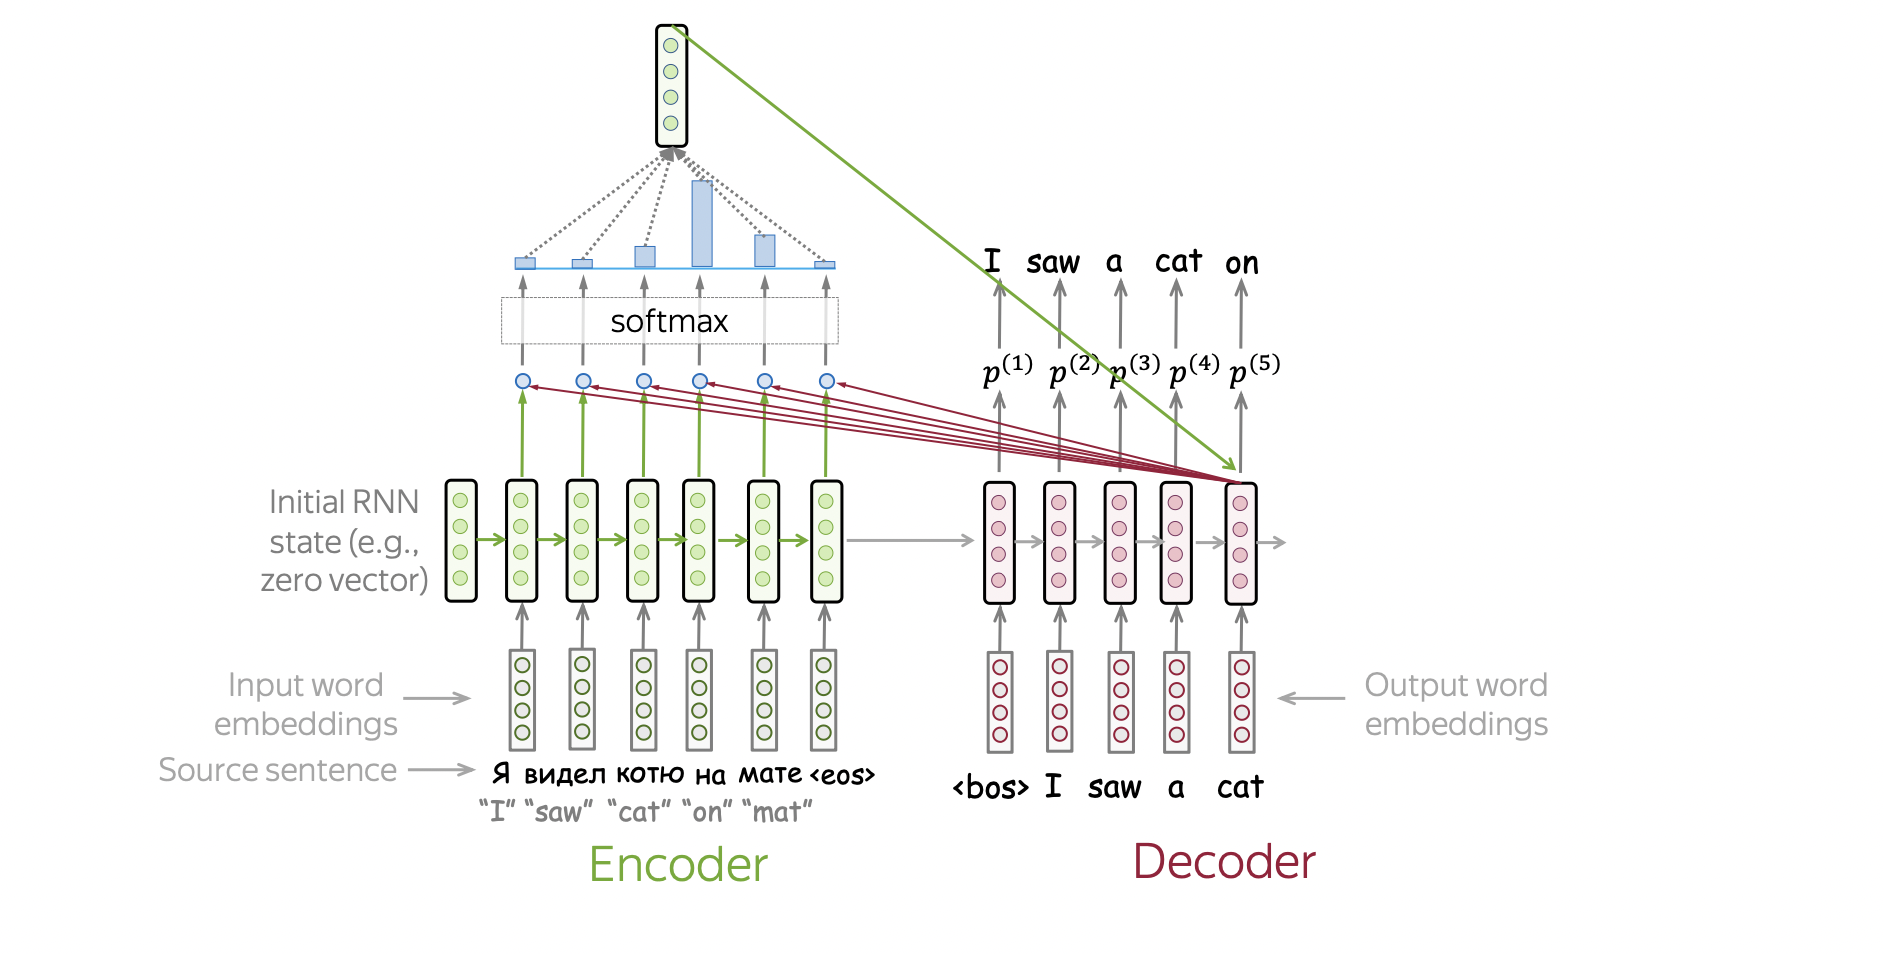 softmax
I saw a cat on
p(1) p(2) p(3) p(4) p(5)
Initial RNN
state (e.g.,
zero vector)
Input word
embeddings
Output word
embeddings
Source sentence
Я видел котю на мате <eos>
“I” “saw” “cat” “on” “mat”
<bos> I saw a cat
Encoder
Decoder